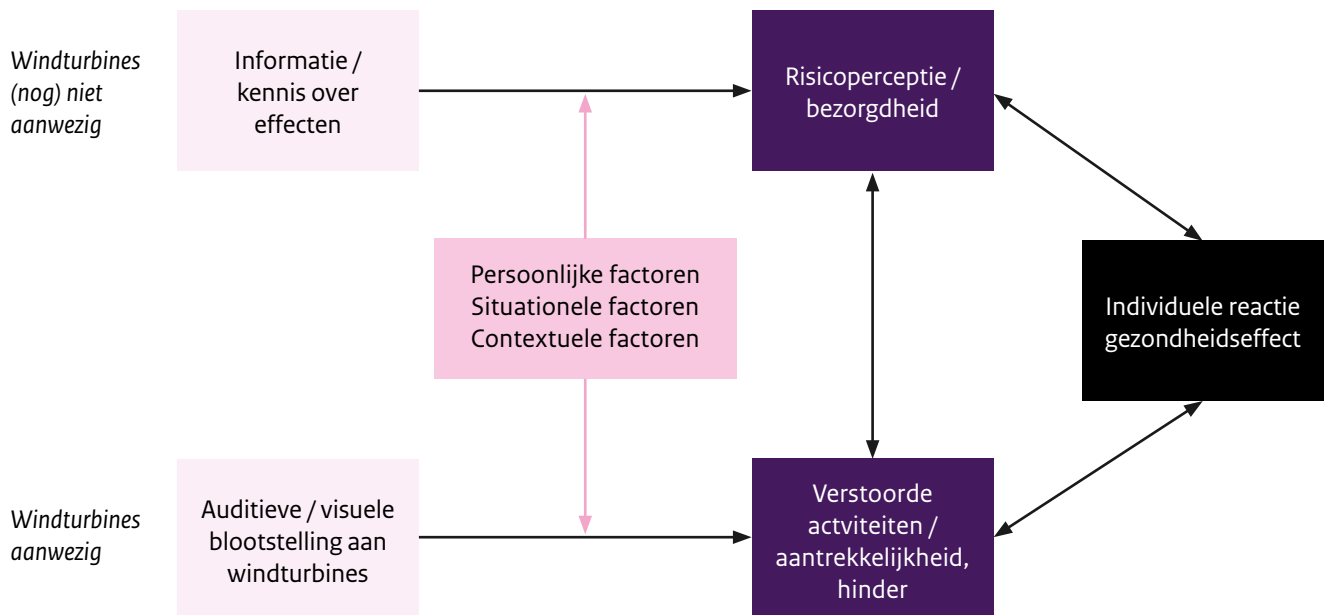 Windturbines
(nog) niet
aanwezig
Informatie /
kennis over
effecten
Risicoperceptie /
bezorgdheid
Persoonlijke factoren
Situationele factoren
Contextuele factoren
Individuele reactie
gezondheidseffect
Windturbines
aanwezig
Auditieve / visuele
blootstelling aan
windturbines
Verstoorde
actviteiten /
aantrekkelijkheid,
hinder